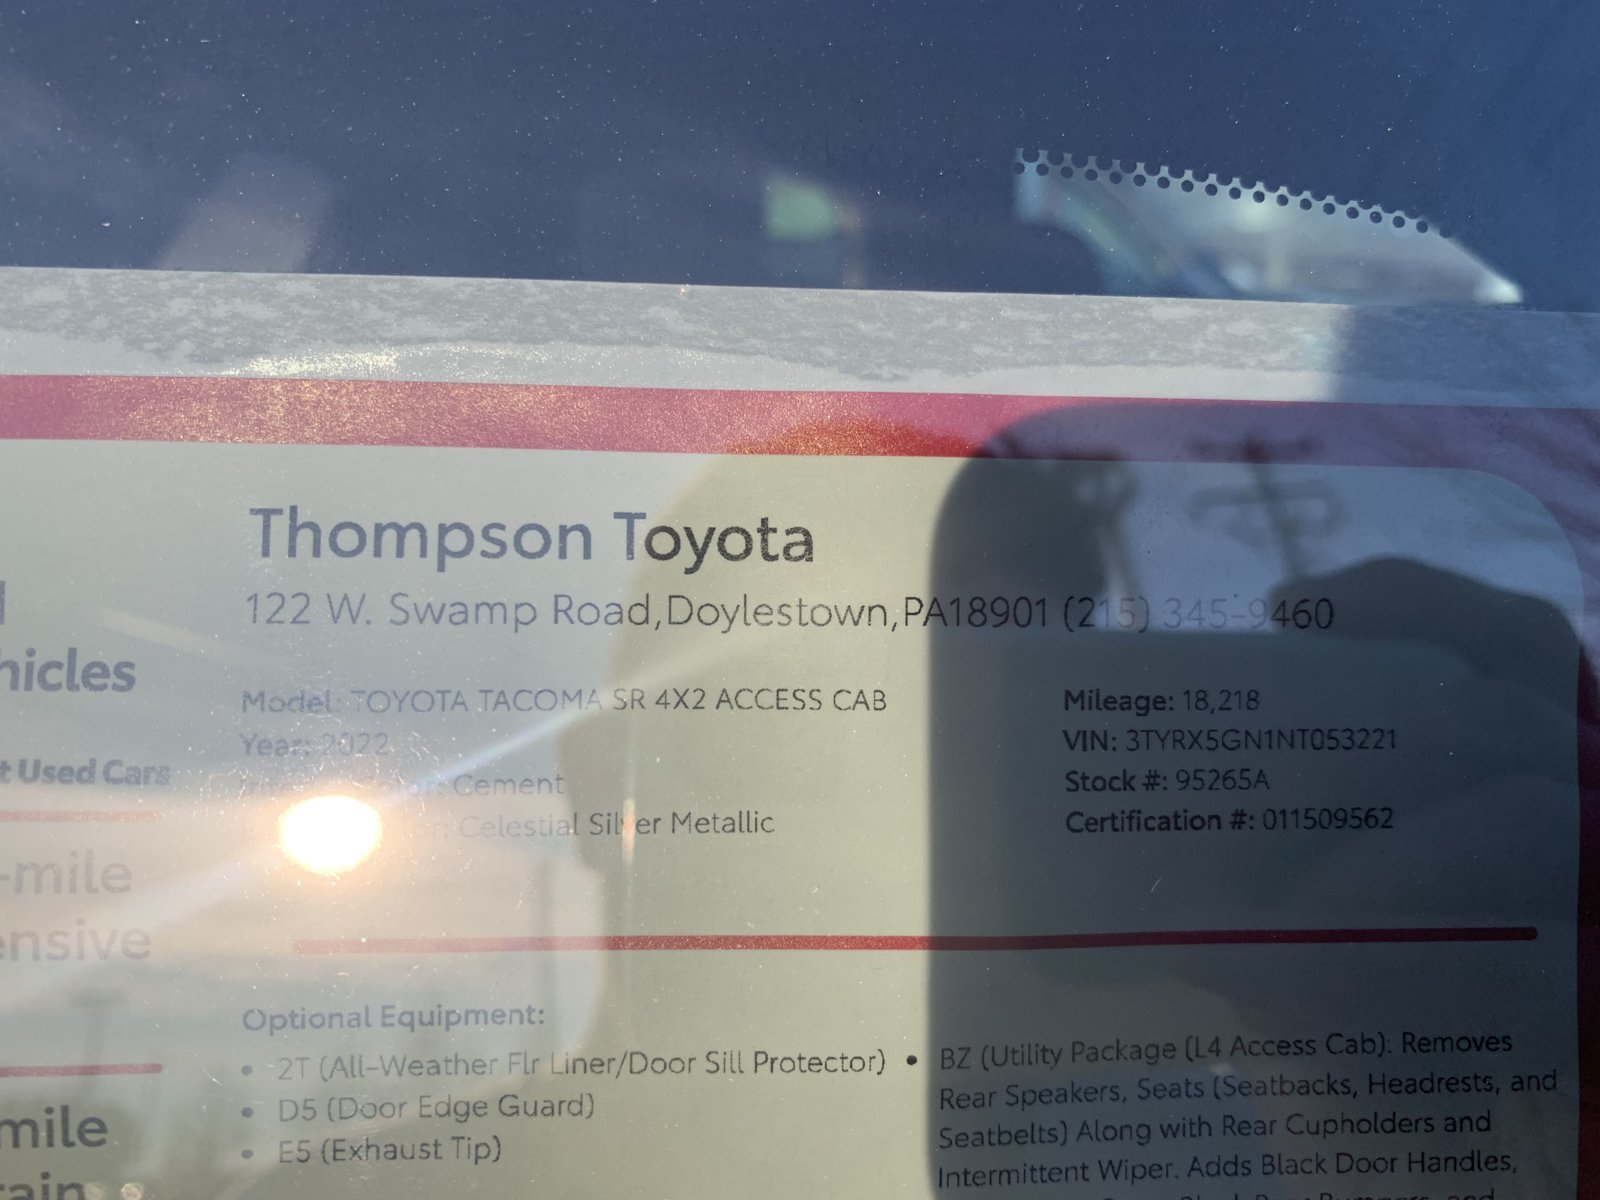 Thompson Toyota
122 W. Swamp Road,Doylestown,PA18901 (215) 345-9460
hicles
Model: TOYOTA TACOMA SR 4X2 ACCESS CAB
Year: 2022
Cement
Celestial Silver Metallic
Mileage: 18,218
VIN: 3TYRX5GN1NT053221
Stock #: 95265A
Certification #: 011509562
t Used Cars
-mile
ensive
mile
rain
Optional Equipment:
• 2T (All-Weather Flr Liner/Door Sill Protector)
• D5 (Door Edge Guard)
• E5 (Exhaust Tip)
• BZ (Utility Package (L4 Access Cab): Removes
Rear Speakers, Seats (Seatbacks, Headrests, and
Seatbelts) Along with Rear Cupholders and
Intermittent Wiper. Adds Black Door Handles,